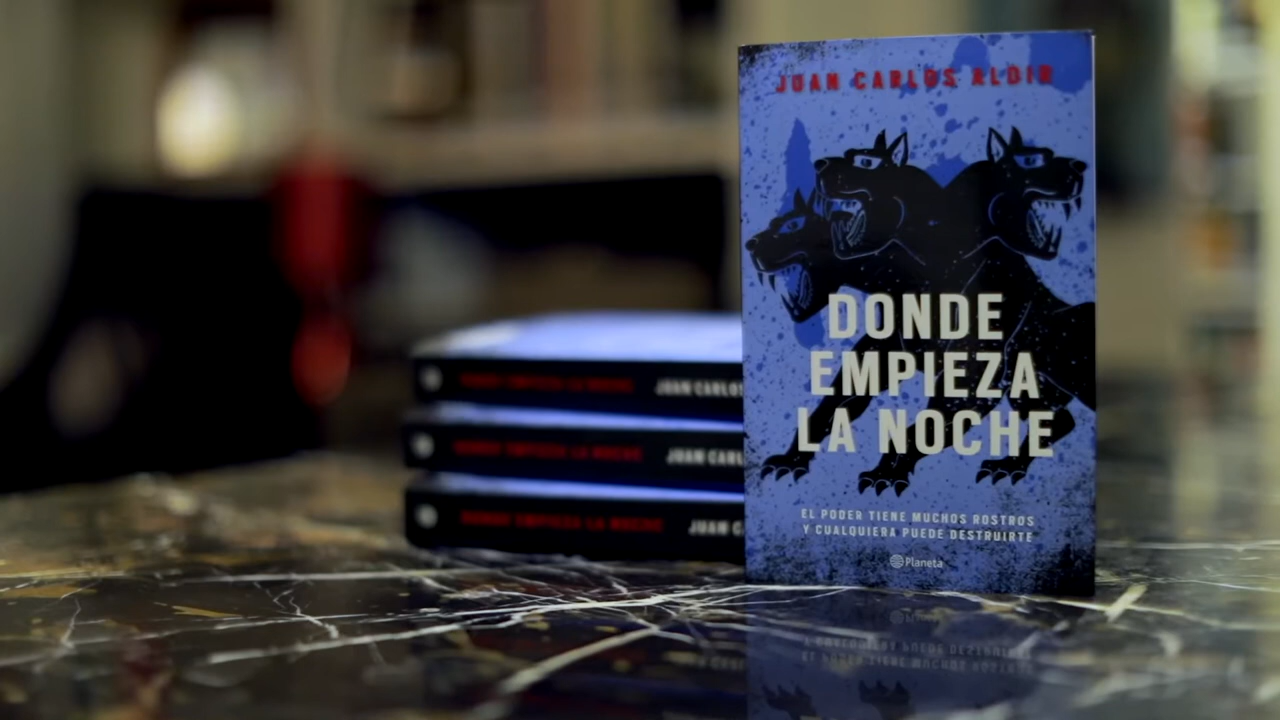 JUAN CARLOS ALDIR
DONDE
EMPIEZA
LA NOCHE
EL PODER TIENE MUCHOS ROSTROS
Y CUALQUIERA PUEDE DESTRUIRTE
Planeta
DONDE EMPIEZA LA NOCHE JUAN CARLOS
DONDE EMPIEZA LA NOCHE JUAN CARL
DONDE EMPIEZA LA NOCHE JUAN C